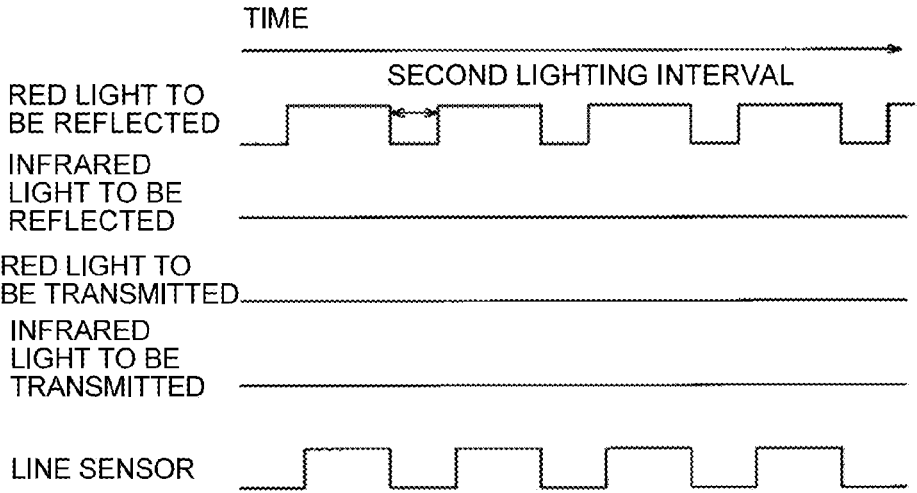 TIME
SECOND LIGHTING INTERVAL
RED LIGHT TO
BE REFLECTED
INFRARED
LIGHT TO BE
REFLECTED
RED LIGHT TO
BE TRANSMITTED
INFRARED
LIGHT TO BE
TRANSMITTED
LINE SENSOR